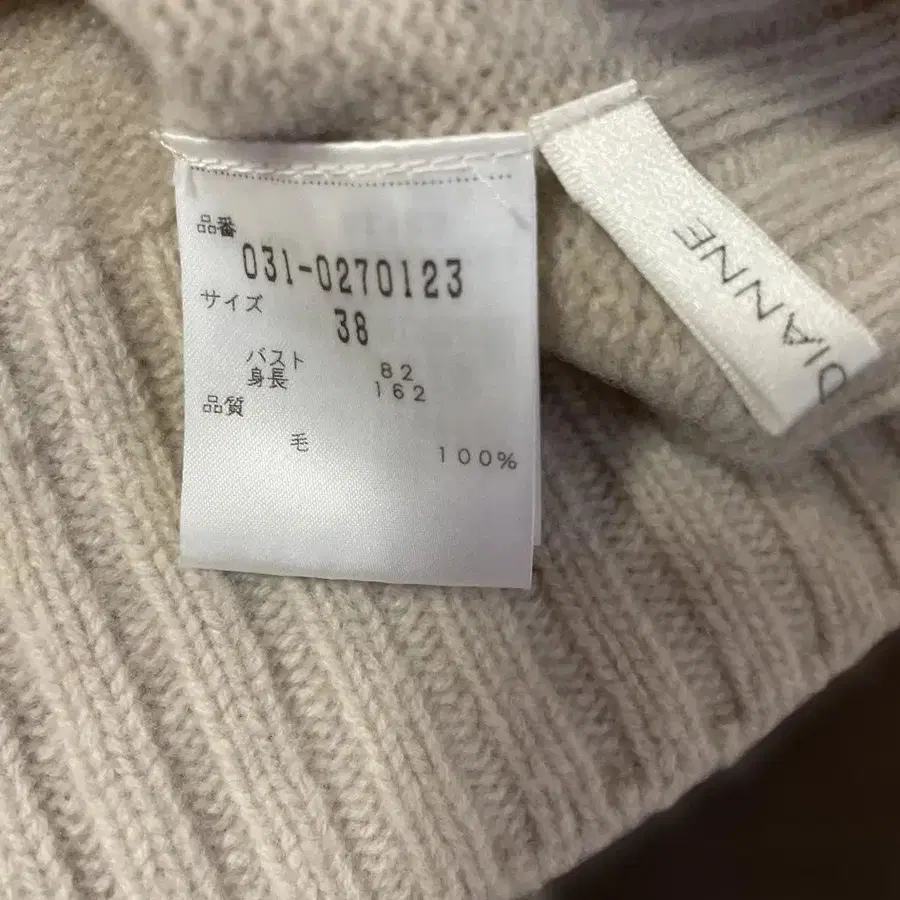 品番
031-0270123
サイズ
38
バスト 82
身長 162
品質
毛 100%
DIANNE